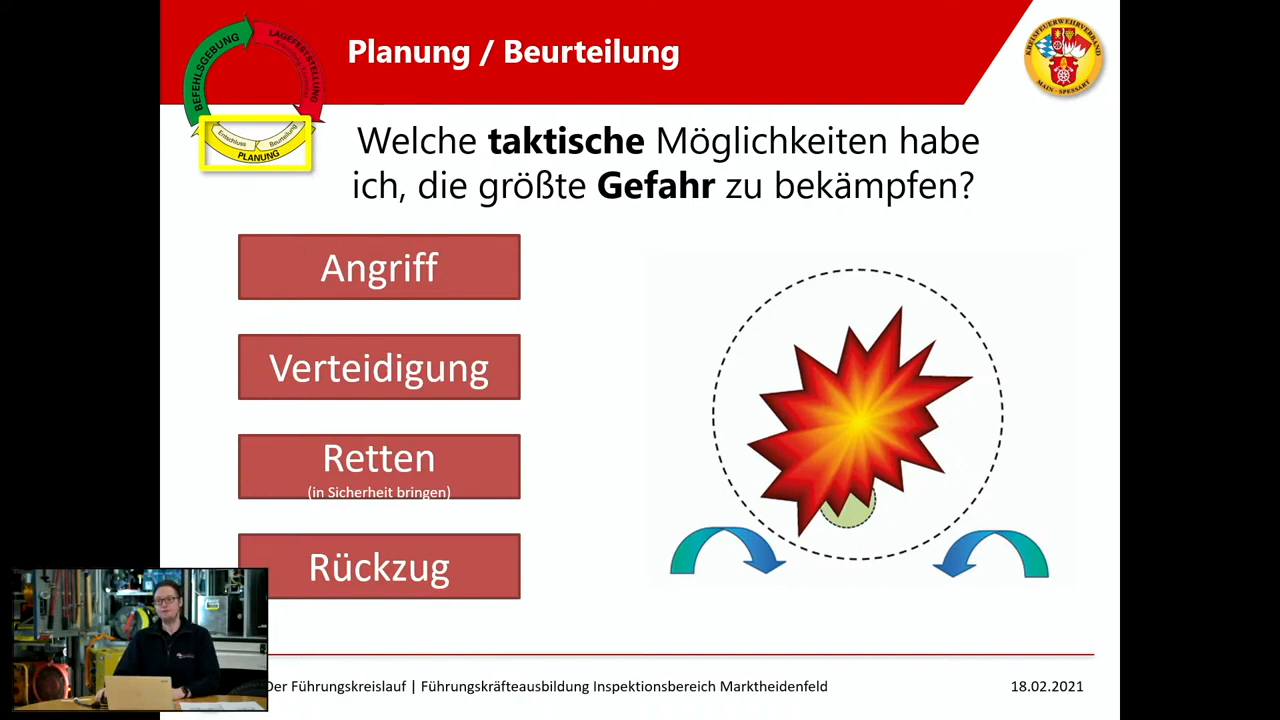 BEFEHLSGEBUNG
LAGEFESTSTELLUNG
Entschluss
Beurteilung
PLANUNG
Planung / Beurteilung
KREISFEUERWEHRVERBAND
MAIN - SPESSART
Welche taktische Möglichkeiten habe
ich, die größte Gefahr zu bekämpfen?
Angriff
Verteidigung
Retten
(in Sicherheit bringen)
Rückzug
Der Führungskreislauf | Führungskräfteausbildung Inspektionsbereich Marktheidenfeld
18.02.2021